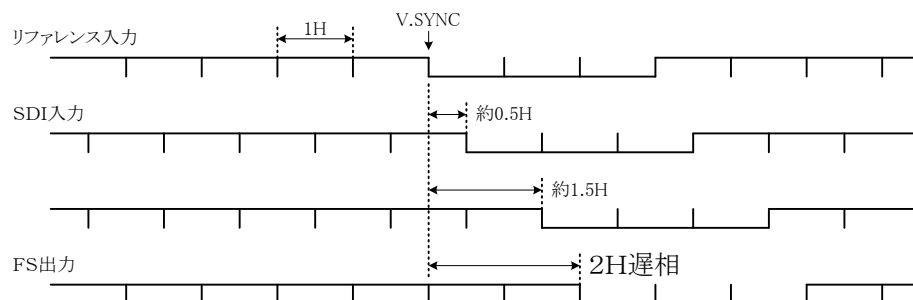 V.SYNC
1H
リファレンス入力
SDI入力
約0.5H
約1.5H
FS出力
2H遅相